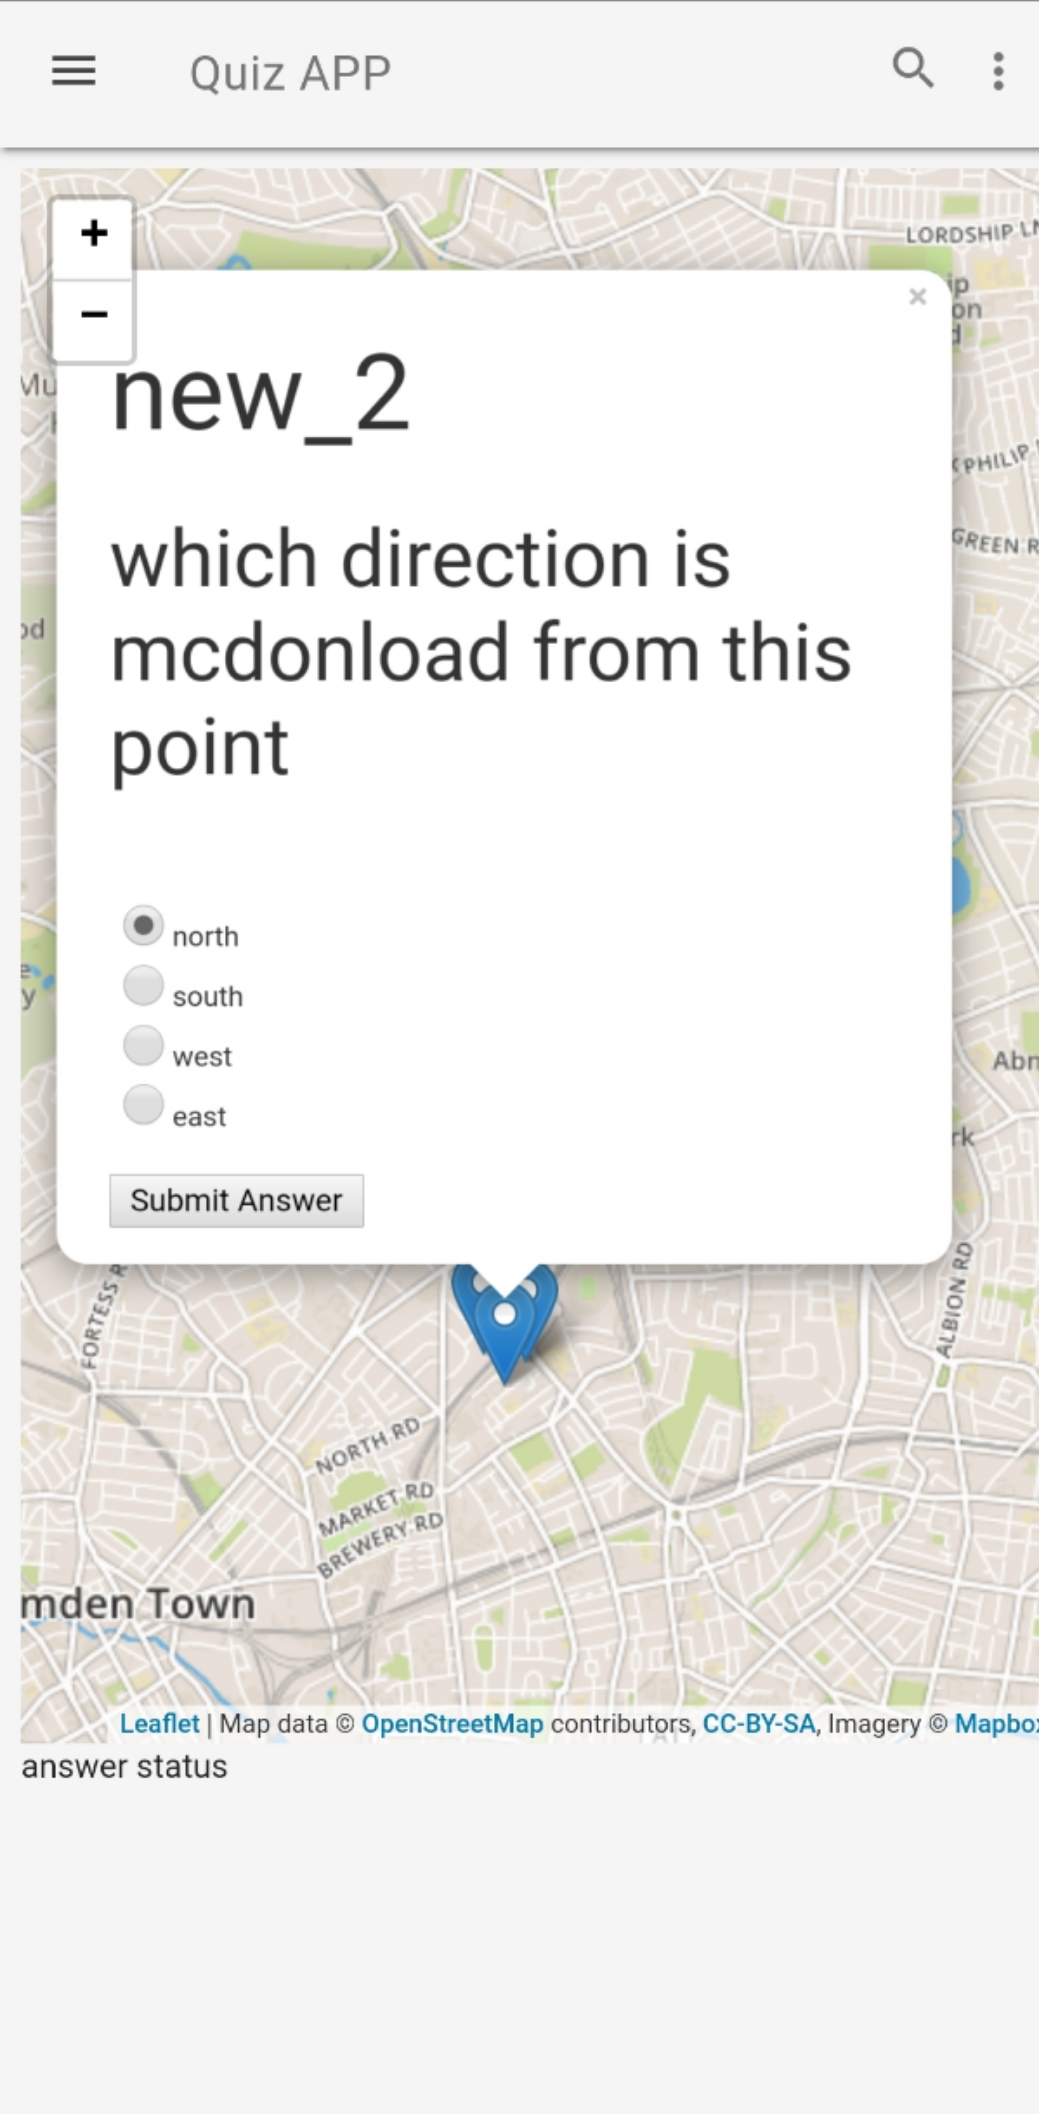 Quiz APP
+
−
LORDSHIP
new_2
×
which direction is
mcdonload from this
point
PHILIP
GREEN
north
south
west
east
Submit Answer
FORTESS
ALBION RD
NORTH RD
MARKET RD
BREWERY RD
mden Town
Leaflet | Map data © OpenStreetMap contributors, CC-BY-SA, Imagery © Mapbo
answer status